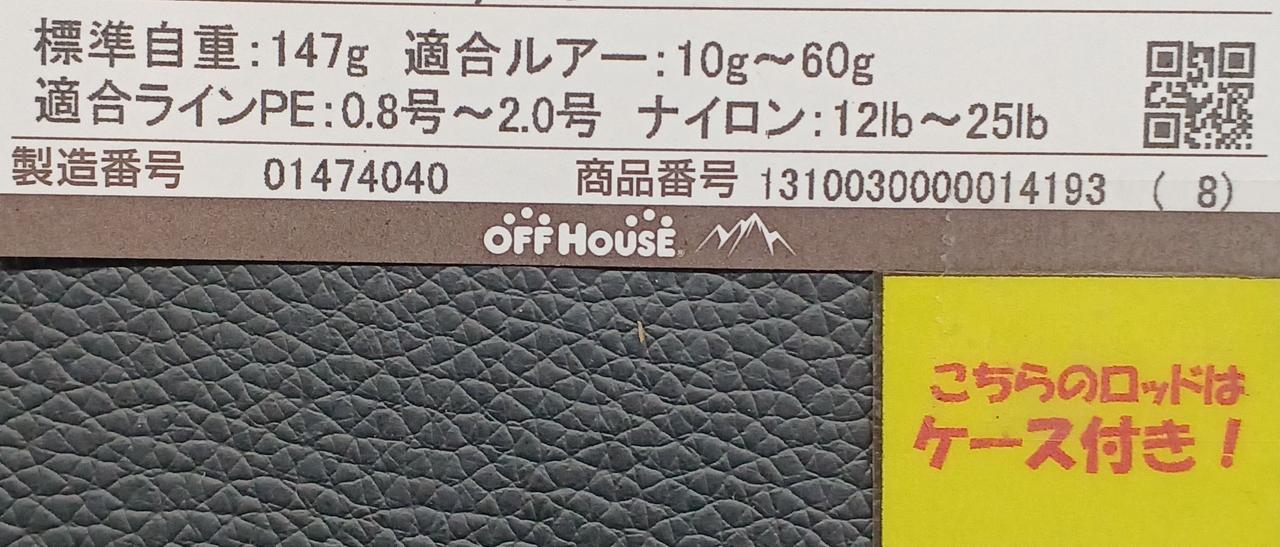 標準自重:147g 適合ルアー:10g～60g
適合ラインPE:0.8号～2.0号 ナイロン:12lb～25lb
製造番号 01474040 商品番号 1310030000014193 ( 8)
OFF HOUSE
こちらのロッドは
ケース付き!